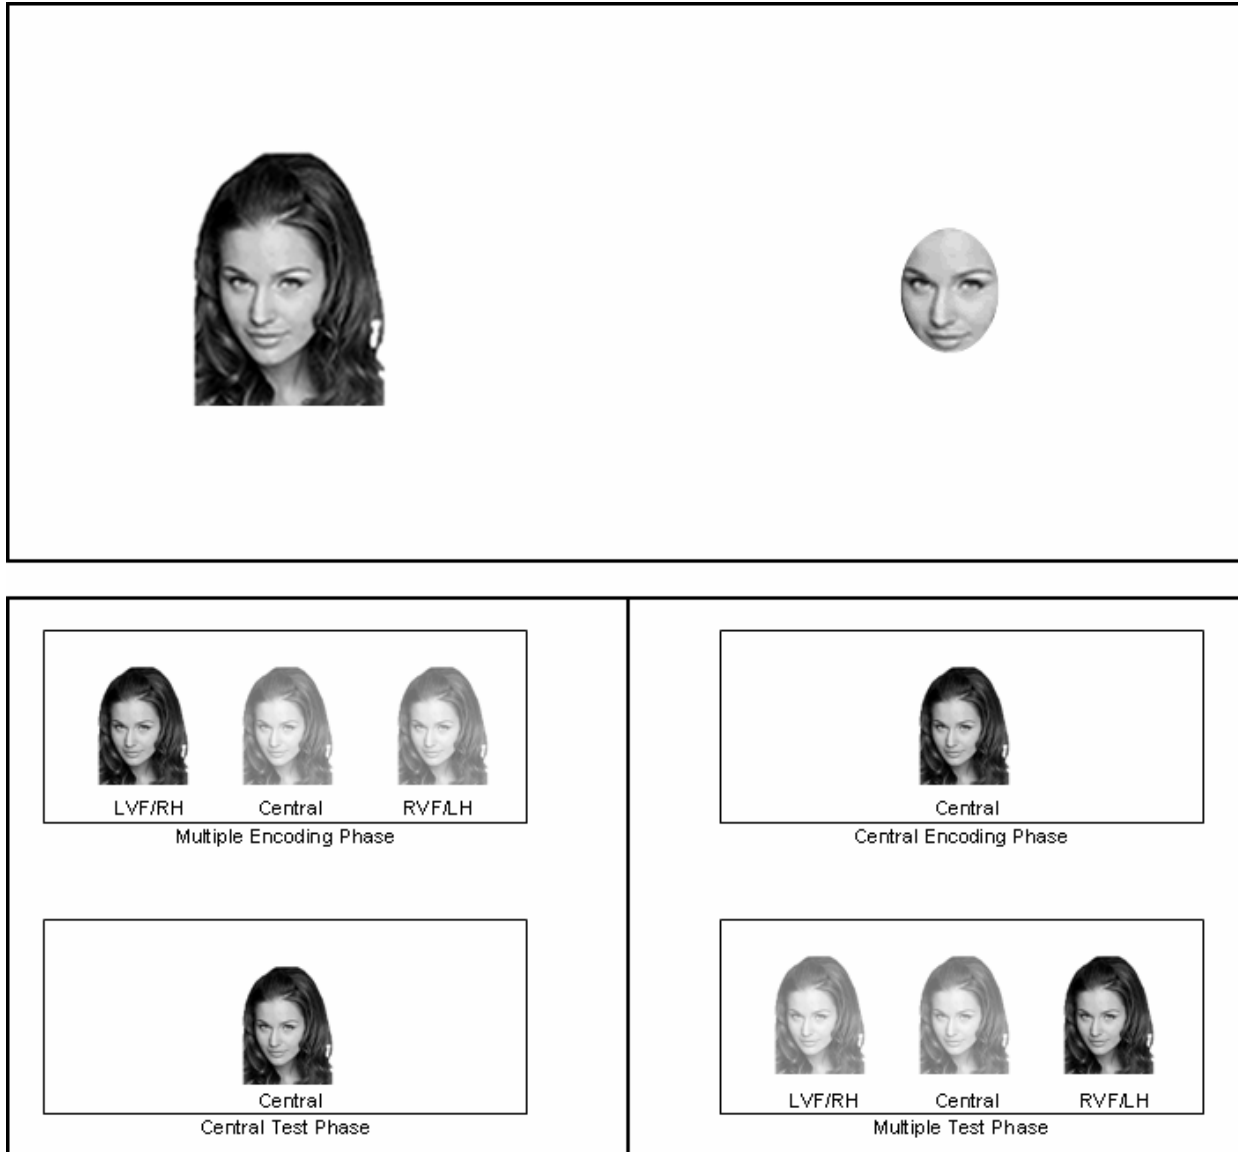 LVF/RH Central RVF/LH
Multiple Encoding Phase
Central
Central Encoding Phase
Central
Central Test Phase
LVF/RH Central RVF/LH
Multiple Test Phase